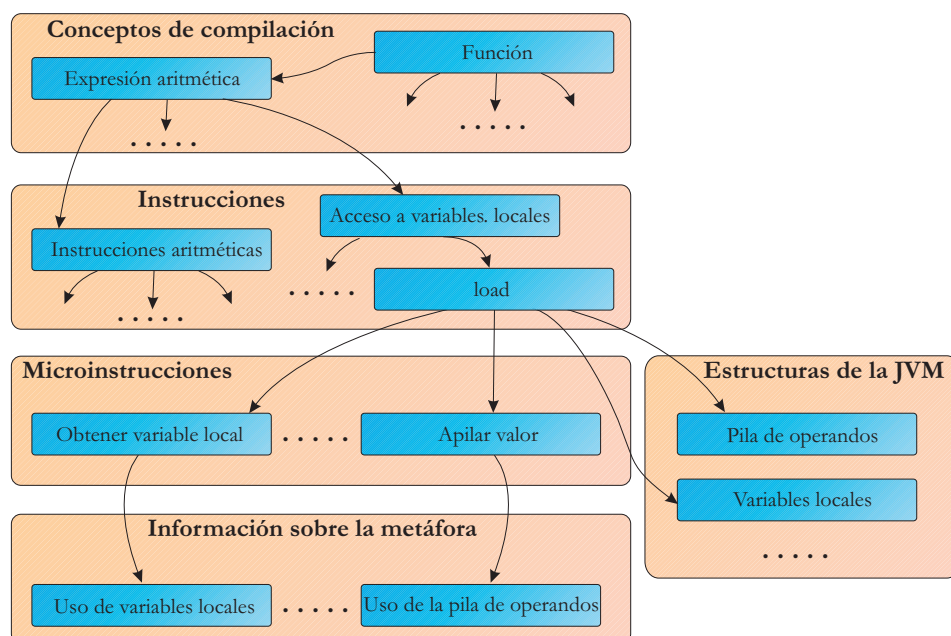 Conceptos de compilación
Función
Expresión aritmética
. . . . .
. . . . .
Instrucciones
Acceso a variables. locales
Instrucciones aritméticas
. . . . .
load
. . . . .
Microinstrucciones
Estructuras de la JVM
Obtener variable local
. . . . .
Apilar valor
Pila de operandos
Variables locales
. . . . .
Información sobre la metáfora
Uso de variables locales
. . . . .
Uso de la pila de operandos